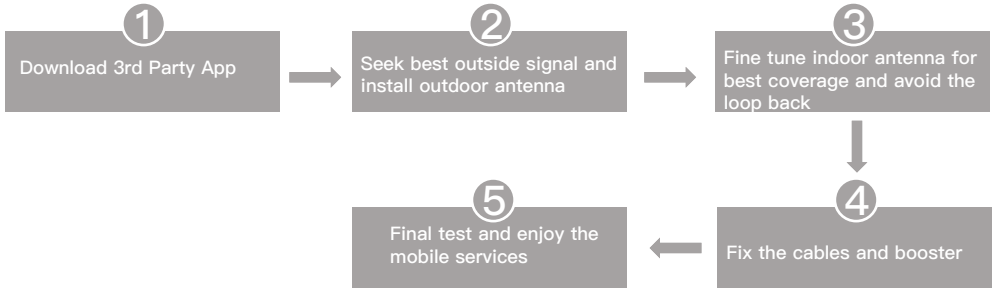 1
Download 3rd Party App
2
Seek best outside signal and
install outdoor antenna
3
Fine tune indoor antenna for
best coverage and avoid the
loop back
4
Fix the cables and booster
5
Final test and enjoy the
mobile services